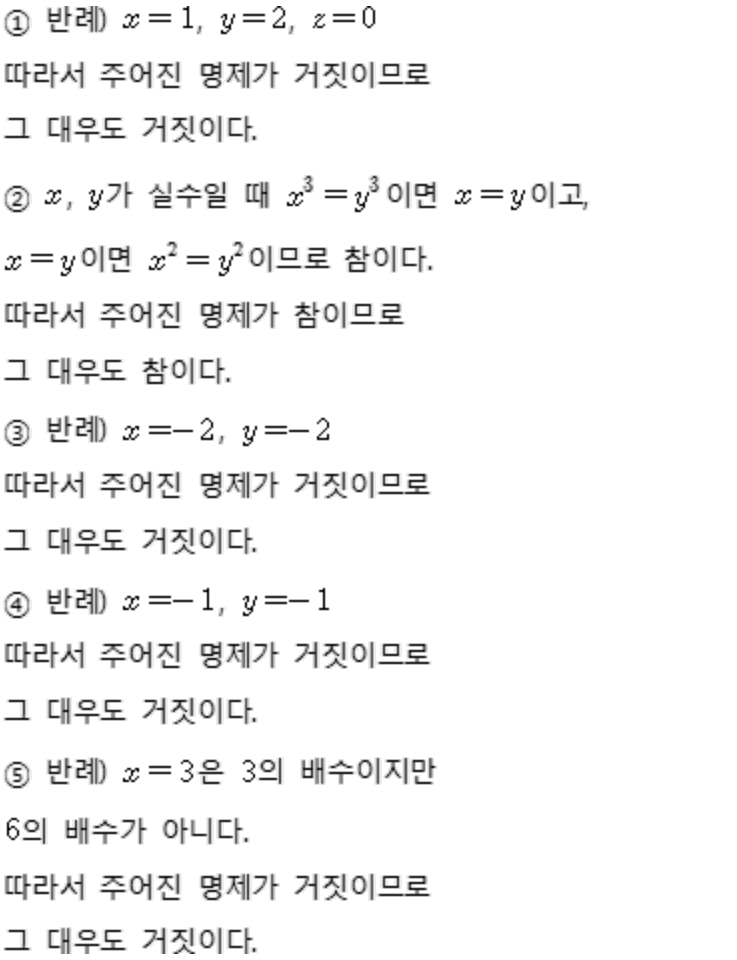 ① 반례) x=1, y=2, z=0
따라서 주어진 명제가 거짓이므로
그 대우도 거짓이다.
② x, y가 실수일 때 x³=y³이면 x=y이고,
x=y이면 x²=y²이므로 참이다.
따라서 주어진 명제가 참이므로
그 대우도 참이다.
③ 반례) x=-2, y=-2
따라서 주어진 명제가 거짓이므로
그 대우도 거짓이다.
④ 반례) x=-1, y=-1
따라서 주어진 명제가 거짓이므로
그 대우도 거짓이다.
⑤ 반례) x=3은 3의 배수이지만
6의 배수가 아니다.
따라서 주어진 명제가 거짓이므로
그 대우도 거짓이다.